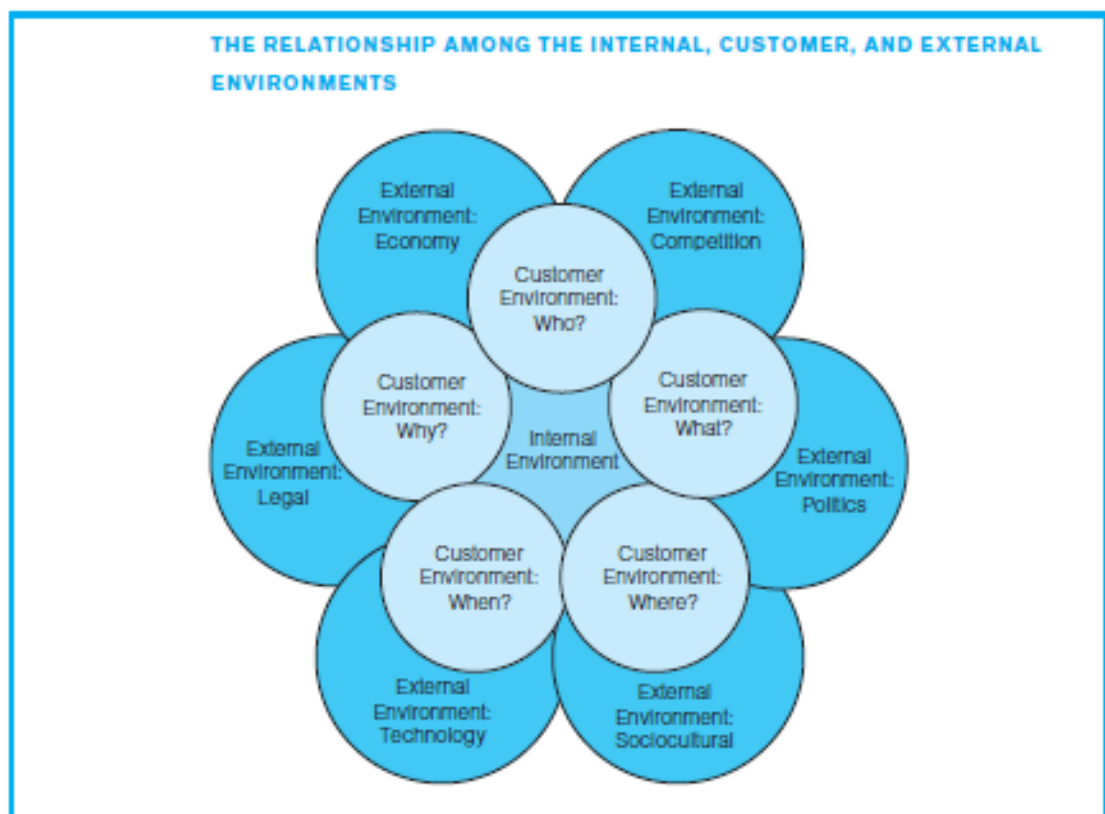 THE RELATIONSHIP AMONG THE INTERNAL, CUSTOMER, AND EXTERNAL
ENVIRONMENTS
External
Environment:
Economy
External
Environment:
Competition
Customer
Environment:
Who?
Customer
Environment:
Why?
Customer
Environment:
What?
Internal
Environment
External
Environment:
Legal
External
Environment:
Politics
Customer
Environment:
When?
Customer
Environment:
Where?
External
Environment:
Technology
External
Environment:
Sociocultural